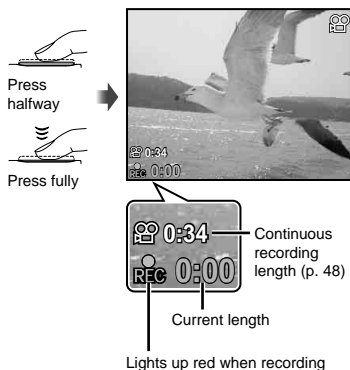 Press
halfway
Press fully
0:34
REC 0:00
0:34
REC 0:00
Continuous
recording
length (p. 48)
Current length
Lights up red when recording